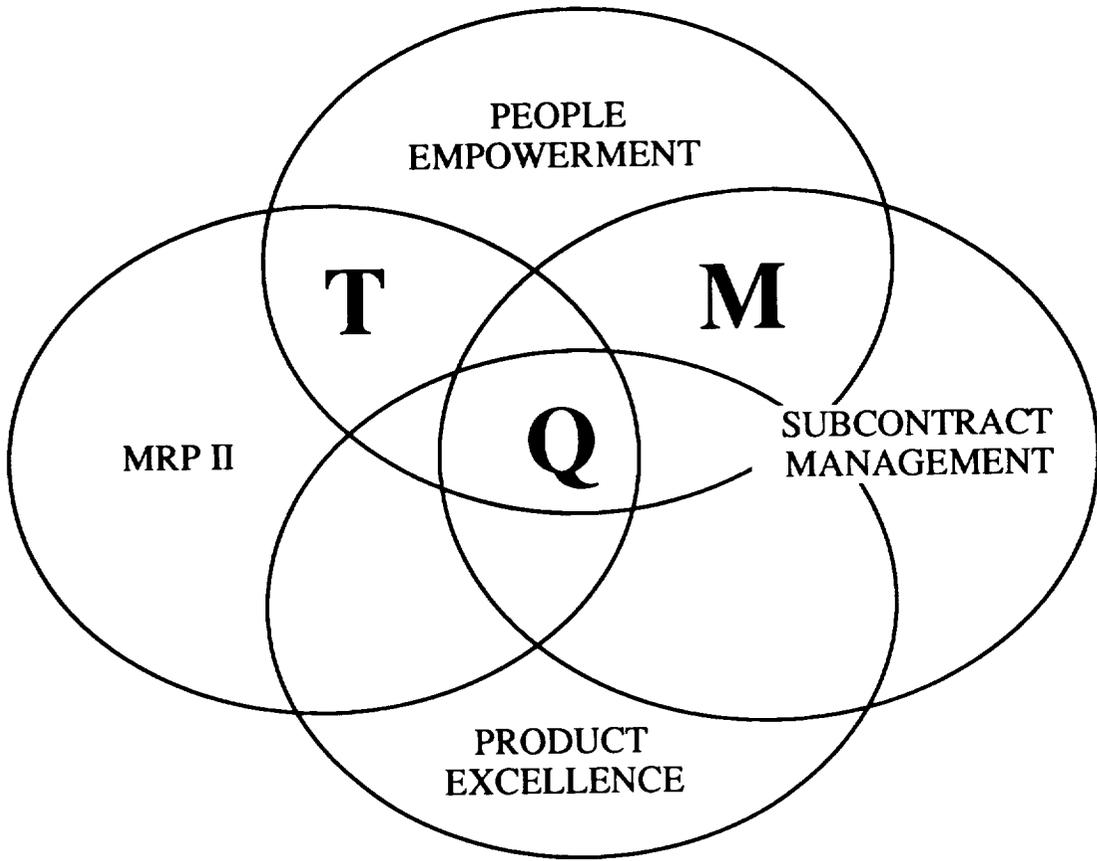 PEOPLE
EMPOWERMENT
T
M
Q
MRP II
SUBCONTRACT
MANAGEMENT
PRODUCT
EXCELLENCE